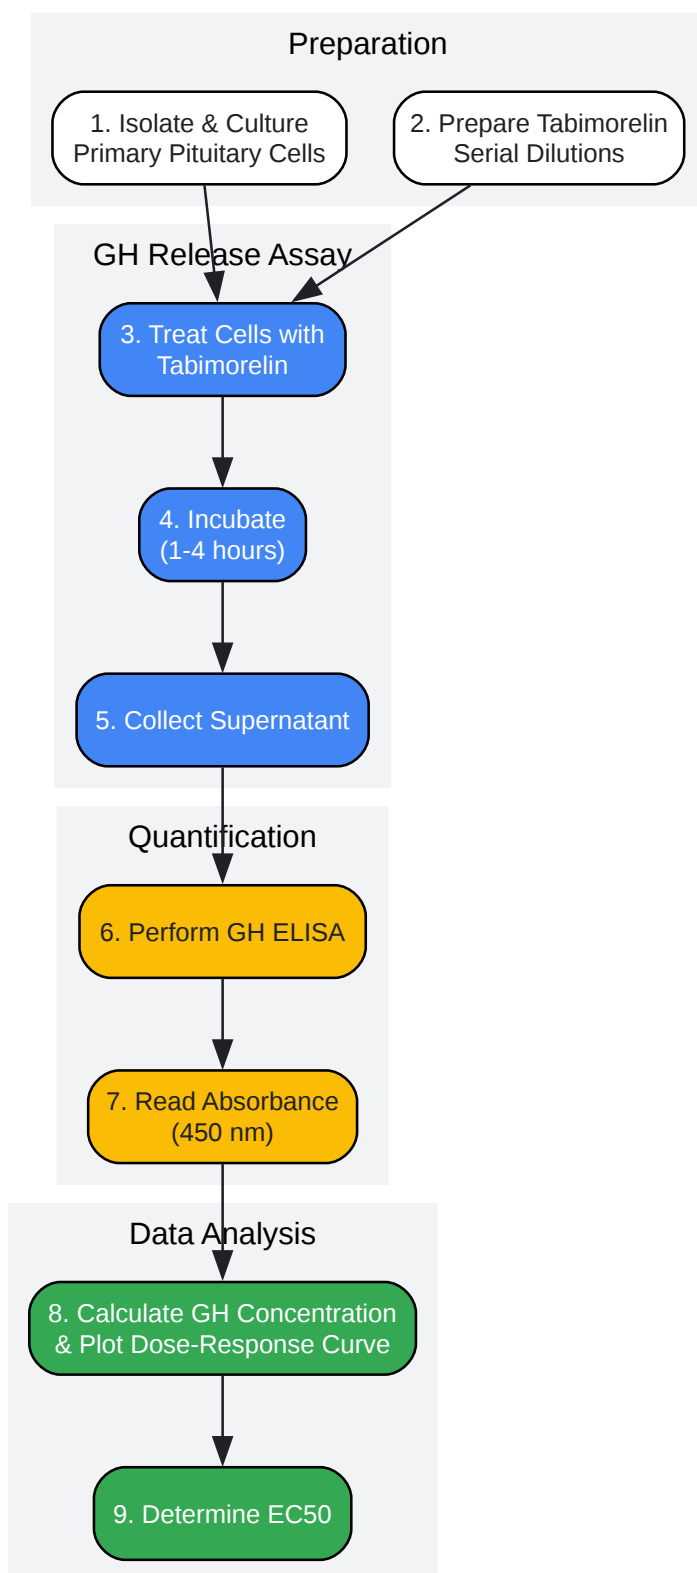 Preparation
1. Isolate & Culture
Primary Pituitary Cells
2. Prepare Tabimorelin
Serial Dilutions
GH Release Assay
3. Treat Cells with
Tabimorelin
4. Incubate
(1-4 hours)
5. Collect Supernatant
Quantification
6. Perform GH ELISA
7. Read Absorbance
(450 nm)
Data Analysis
8. Calculate GH Concentration
& Plot Dose-Response Curve
9. Determine EC50